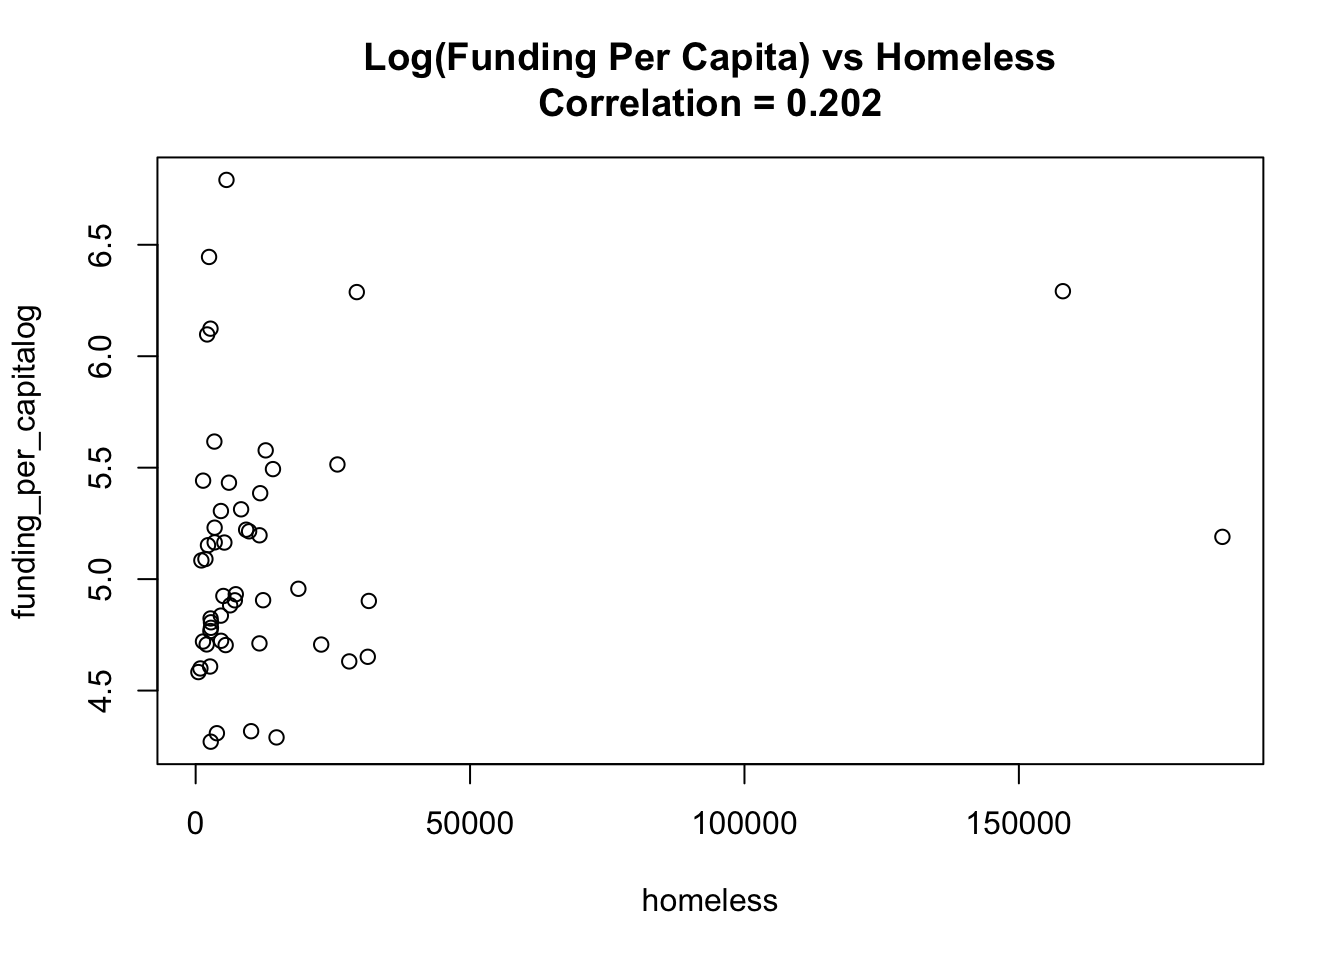 Log(Funding Per Capita) vs Homeless
Correlation = 0.202
funding_per_capitalog
6.5
6.0
5.5
5.0
4.5
0
50000
100000
150000
homeless